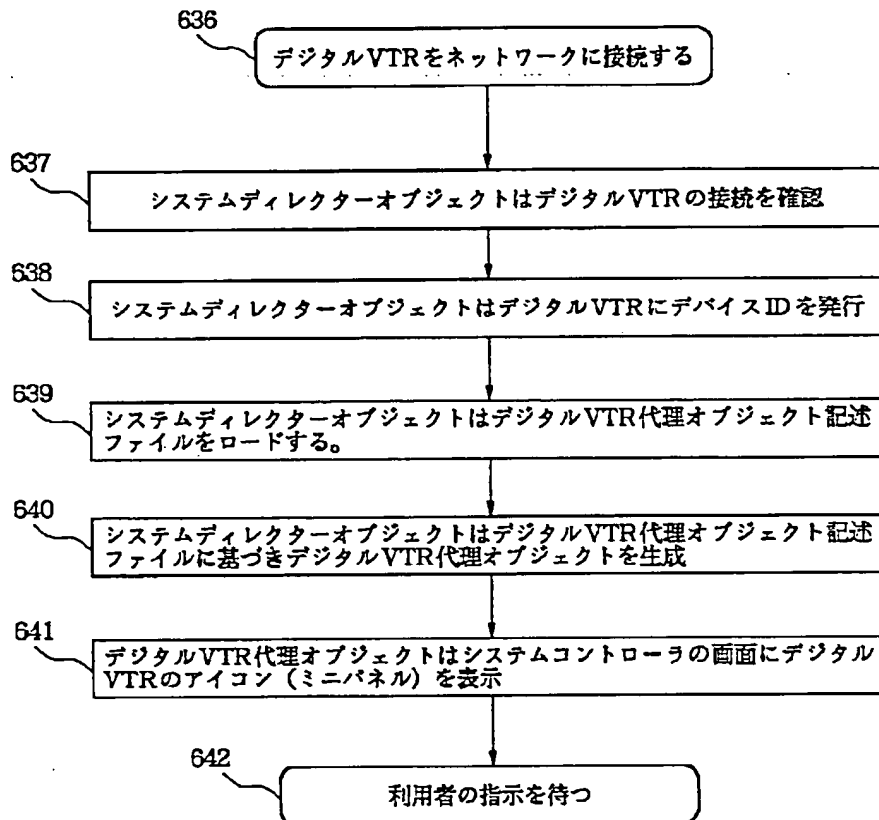 636
デジタルVTRをネットワークに接続する
637
システムディレクターオブジェクトはデジタルVTRの接続を確認
638
システムディレクターオブジェクトはデジタルVTRにデバイスIDを発行
639
システムディレクターオブジェクトはデジタルVTR代理オブジェクト記述
ファイルをロードする。
640
システムディレクターオブジェクトはデジタルVTR代理オブジェクト記述
ファイルに基づきデジタルVTR代理オブジェクトを生成
641
デジタルVTR代理オブジェクトはシステムコントローラの画面にデジタル
VTRのアイコン（ミニパネル）を表示
642
利用者の指示を待つ